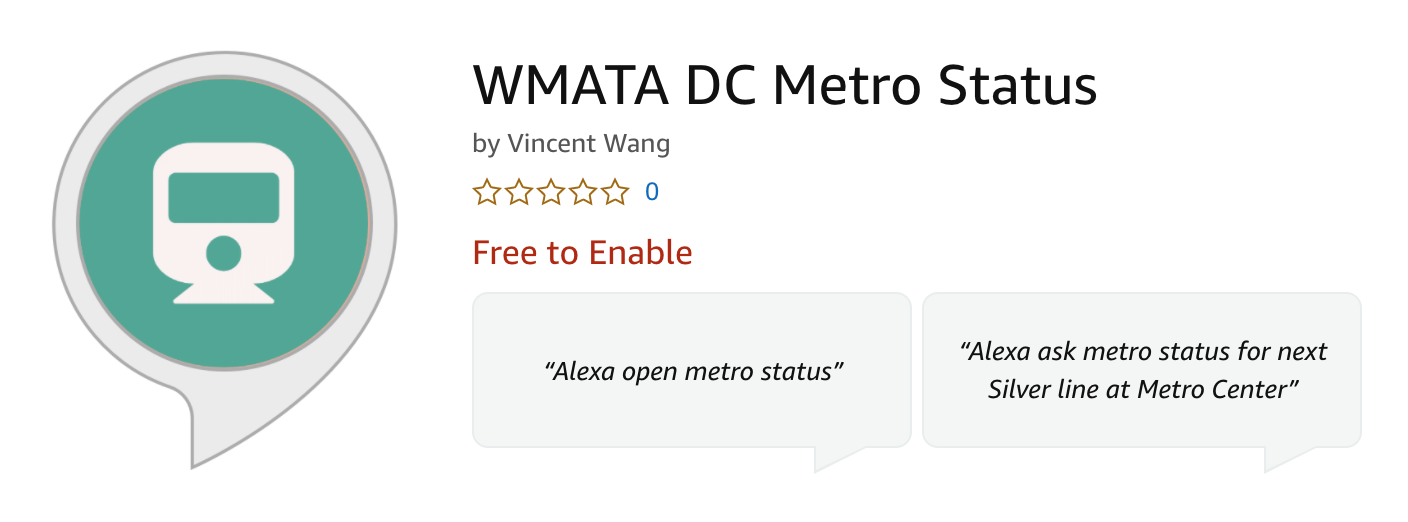 WMATA DC Metro Status
by Vincent Wang
0
Free to Enable
“Alexa open metro status”
“Alexa ask metro status for next
Silver line at Metro Center”